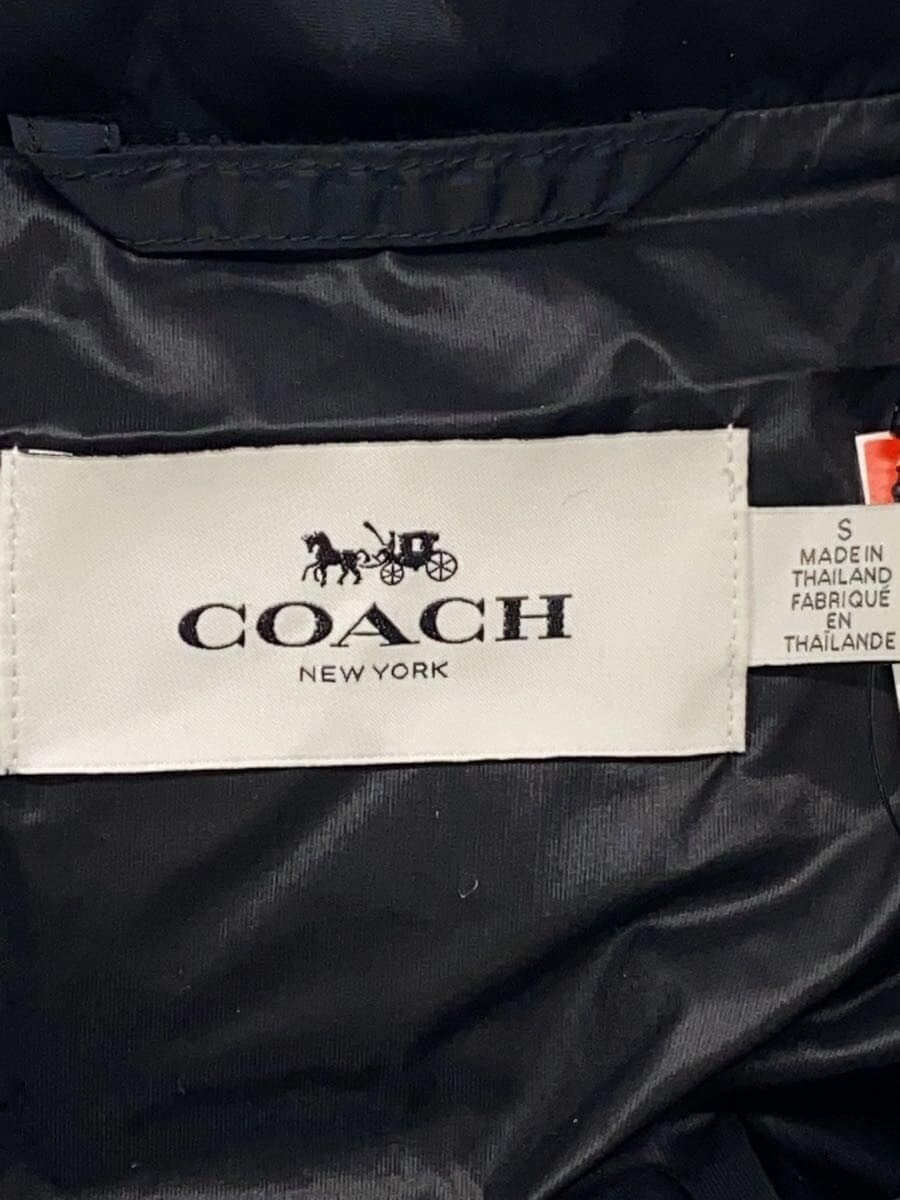 COACH
NEW YORK
S
MADE IN
THAILAND
FABRIQUÉ
EN
THAÏLANDE